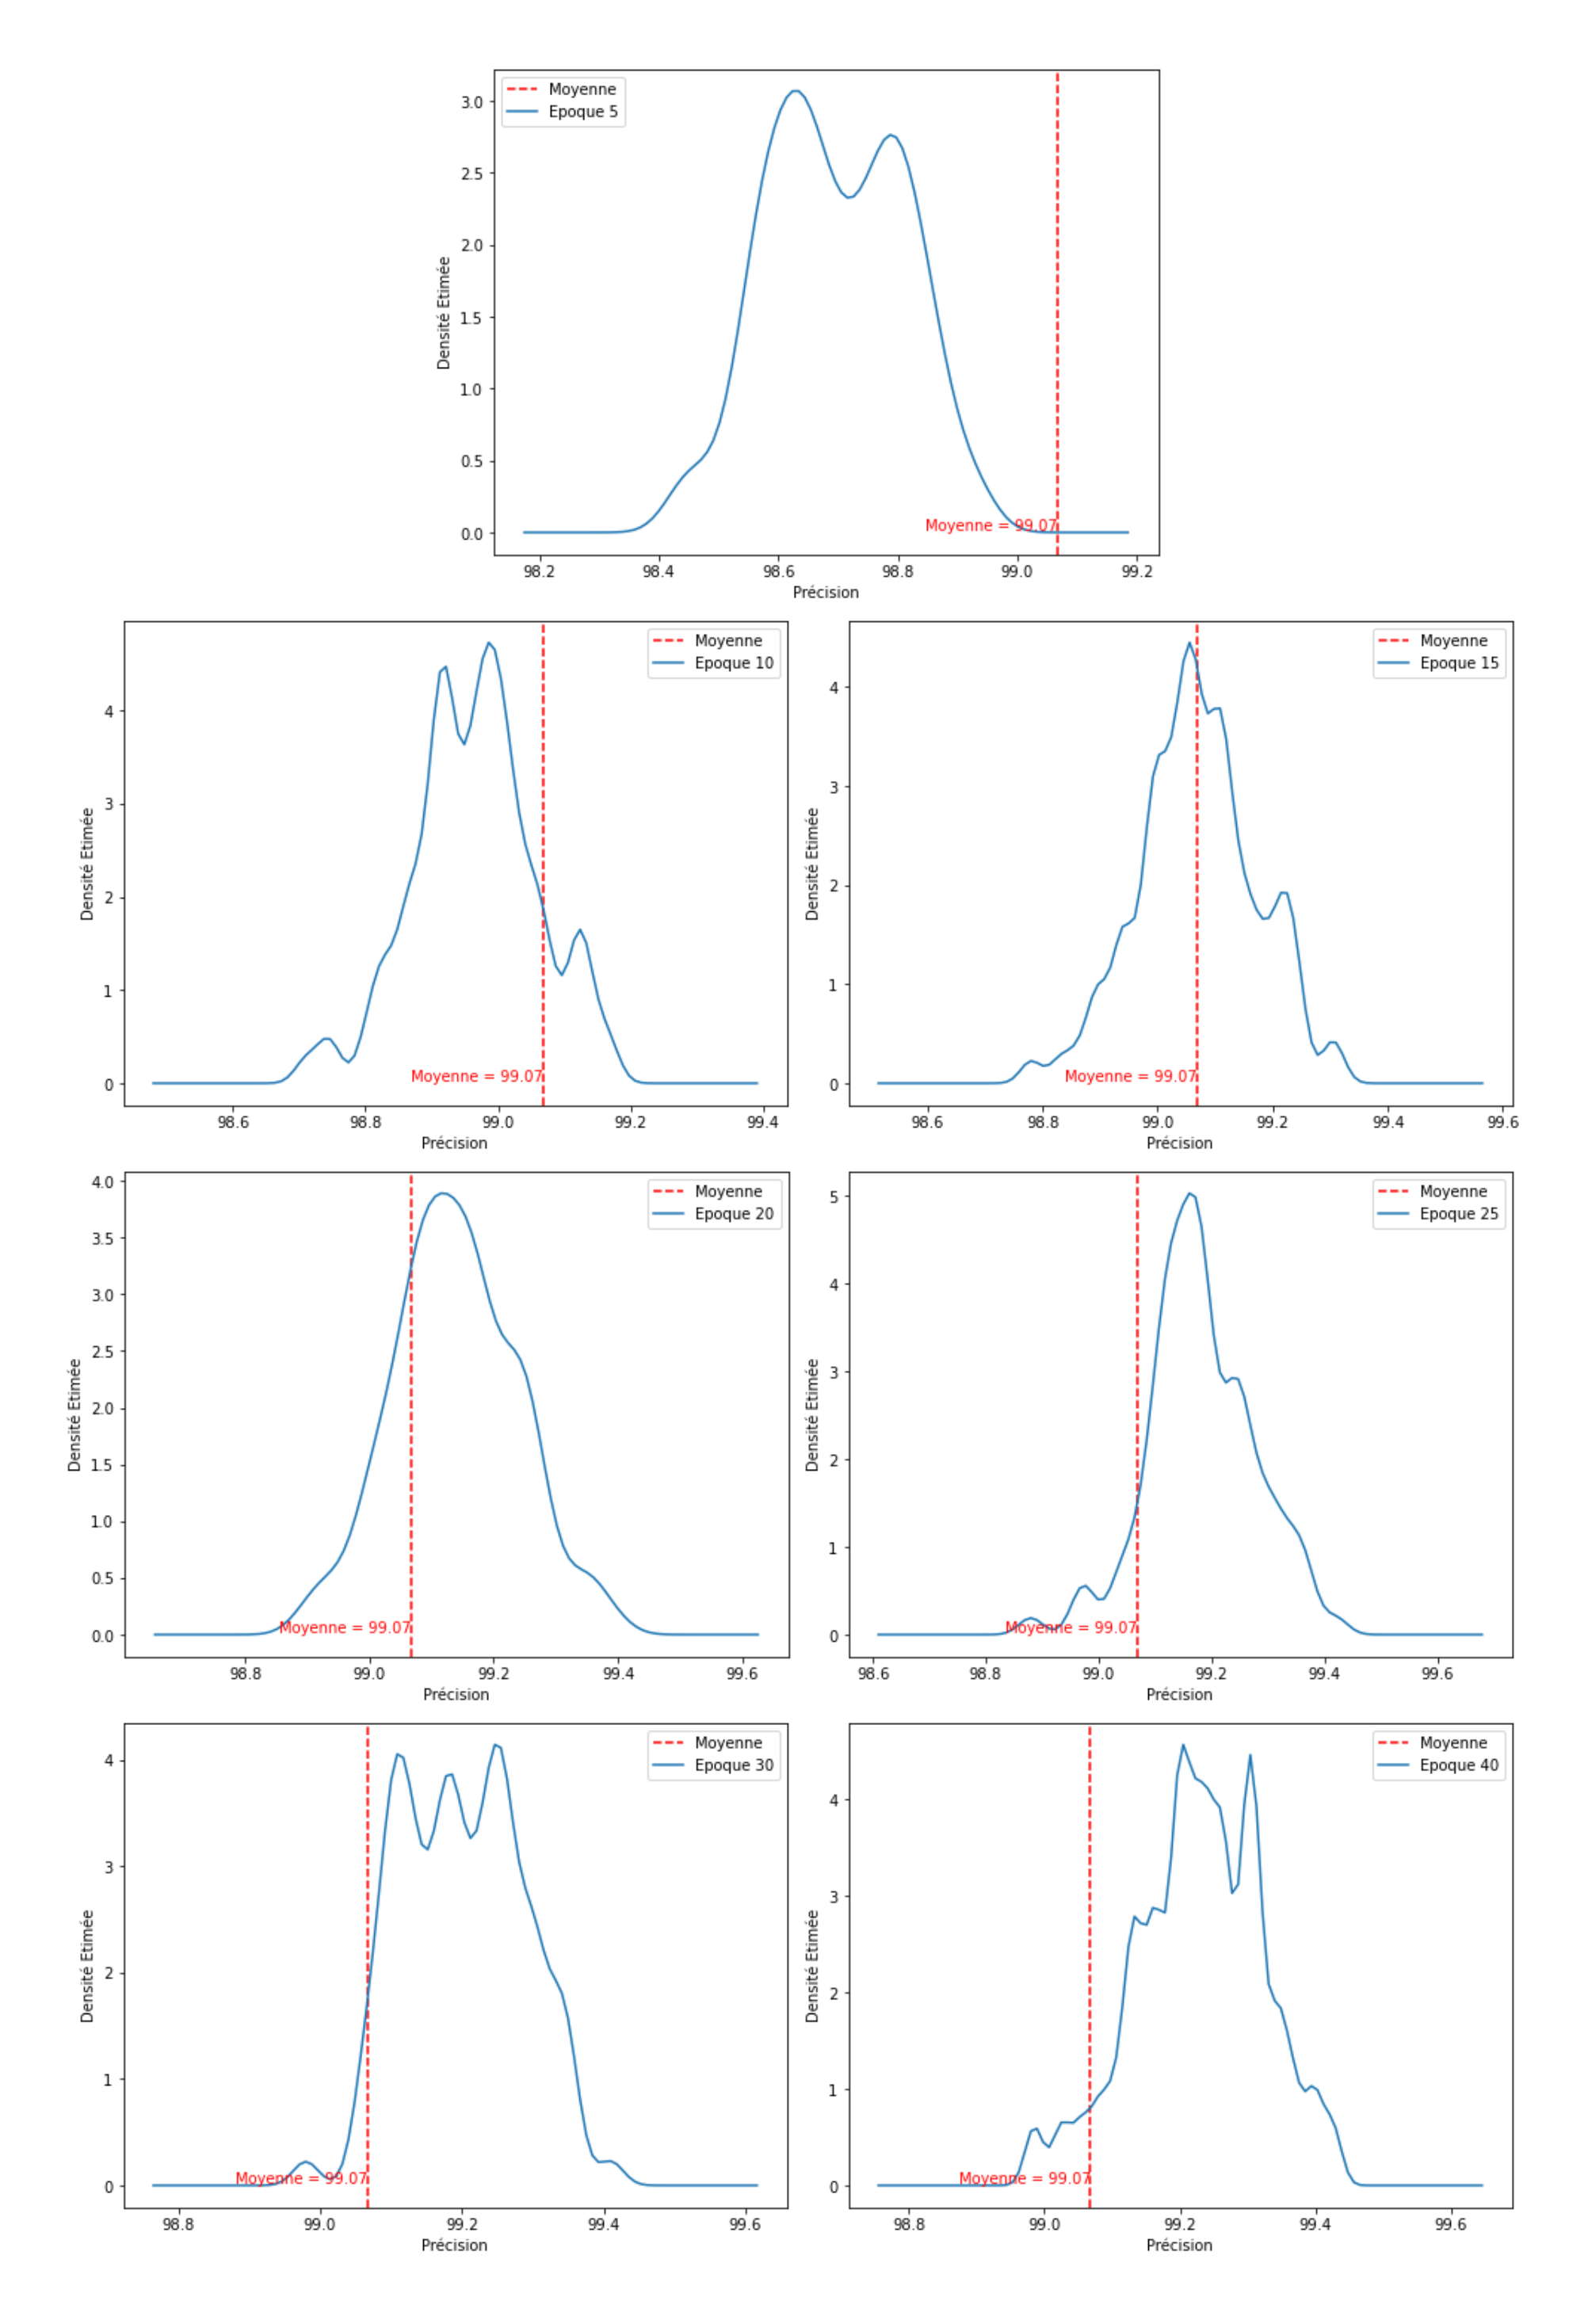 Moyenne
Epoque 5
3.0
2.5
2.0
1.5
1.0
0.5
0.0
Densité Etimée
Moyenne = 99.07
98.2 98.4 98.6 98.8 99.0 99.2
Précision
Moyenne
Epoque 10
4
3
2
1
0
Densité Etimée
Moyenne = 99.07
98.6 98.8 99.0 99.2 99.4
Précision
Moyenne
Epoque 15
4
3
2
1
0
Densité Etimée
Moyenne = 99.07
98.6 98.8 99.0 99.2 99.4 99.6
Précision
Moyenne
Epoque 20
4.0
3.5
3.0
2.5
2.0
1.5
1.0
0.5
0.0
Densité Etimée
Moyenne = 99.07
98.8 99.0 99.2 99.4 99.6
Précision
Moyenne
Epoque 25
5
4
3
2
1
0
Densité Etimée
Moyenne = 99.07
98.6 98.8 99.0 99.2 99.4 99.6
Précision
Moyenne
Epoque 30
4
3
2
1
0
Densité Etimée
Moyenne = 99.07
98.8 99.0 99.2 99.4 99.6
Précision
Moyenne
Epoque 40
4
3
2
1
0
Densité Etimée
Moyenne = 99.07
98.8 99.0 99.2 99.4 99.6
Précision